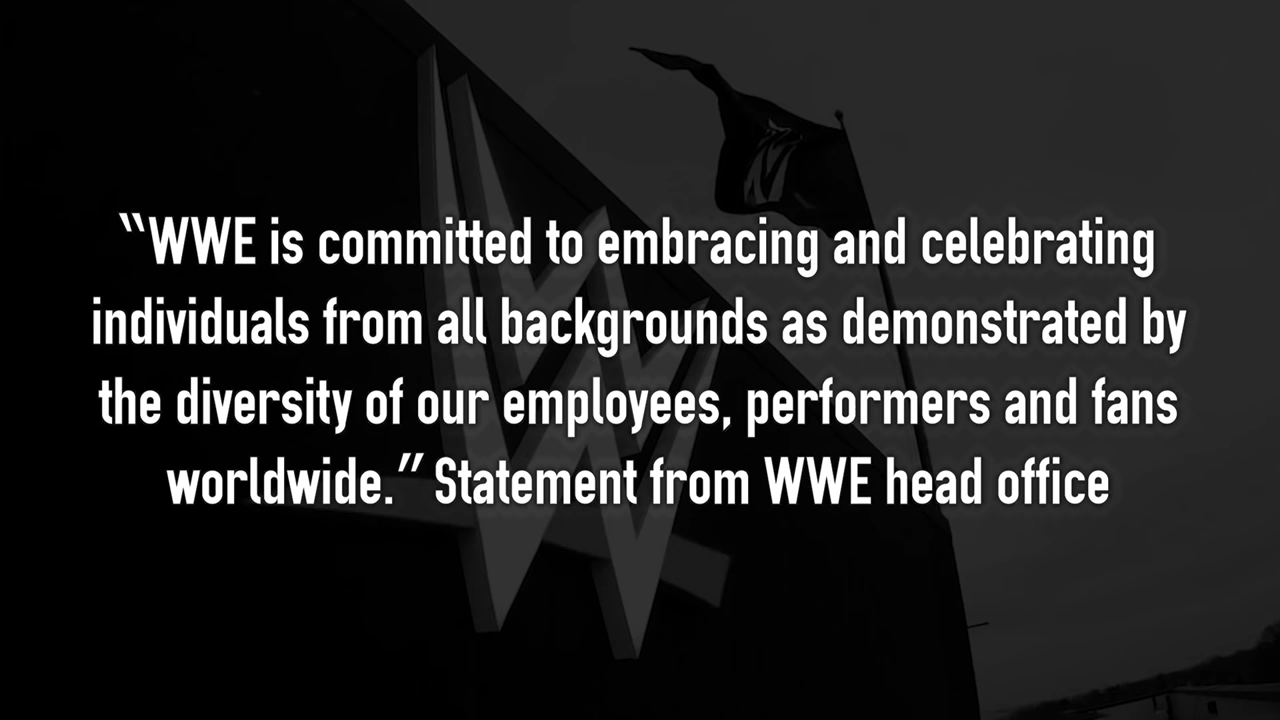 “WWE is committed to embracing and celebrating
individuals from all backgrounds as demonstrated by
the diversity of our employees, performers and fans
worldwide.” Statement from WWE head office